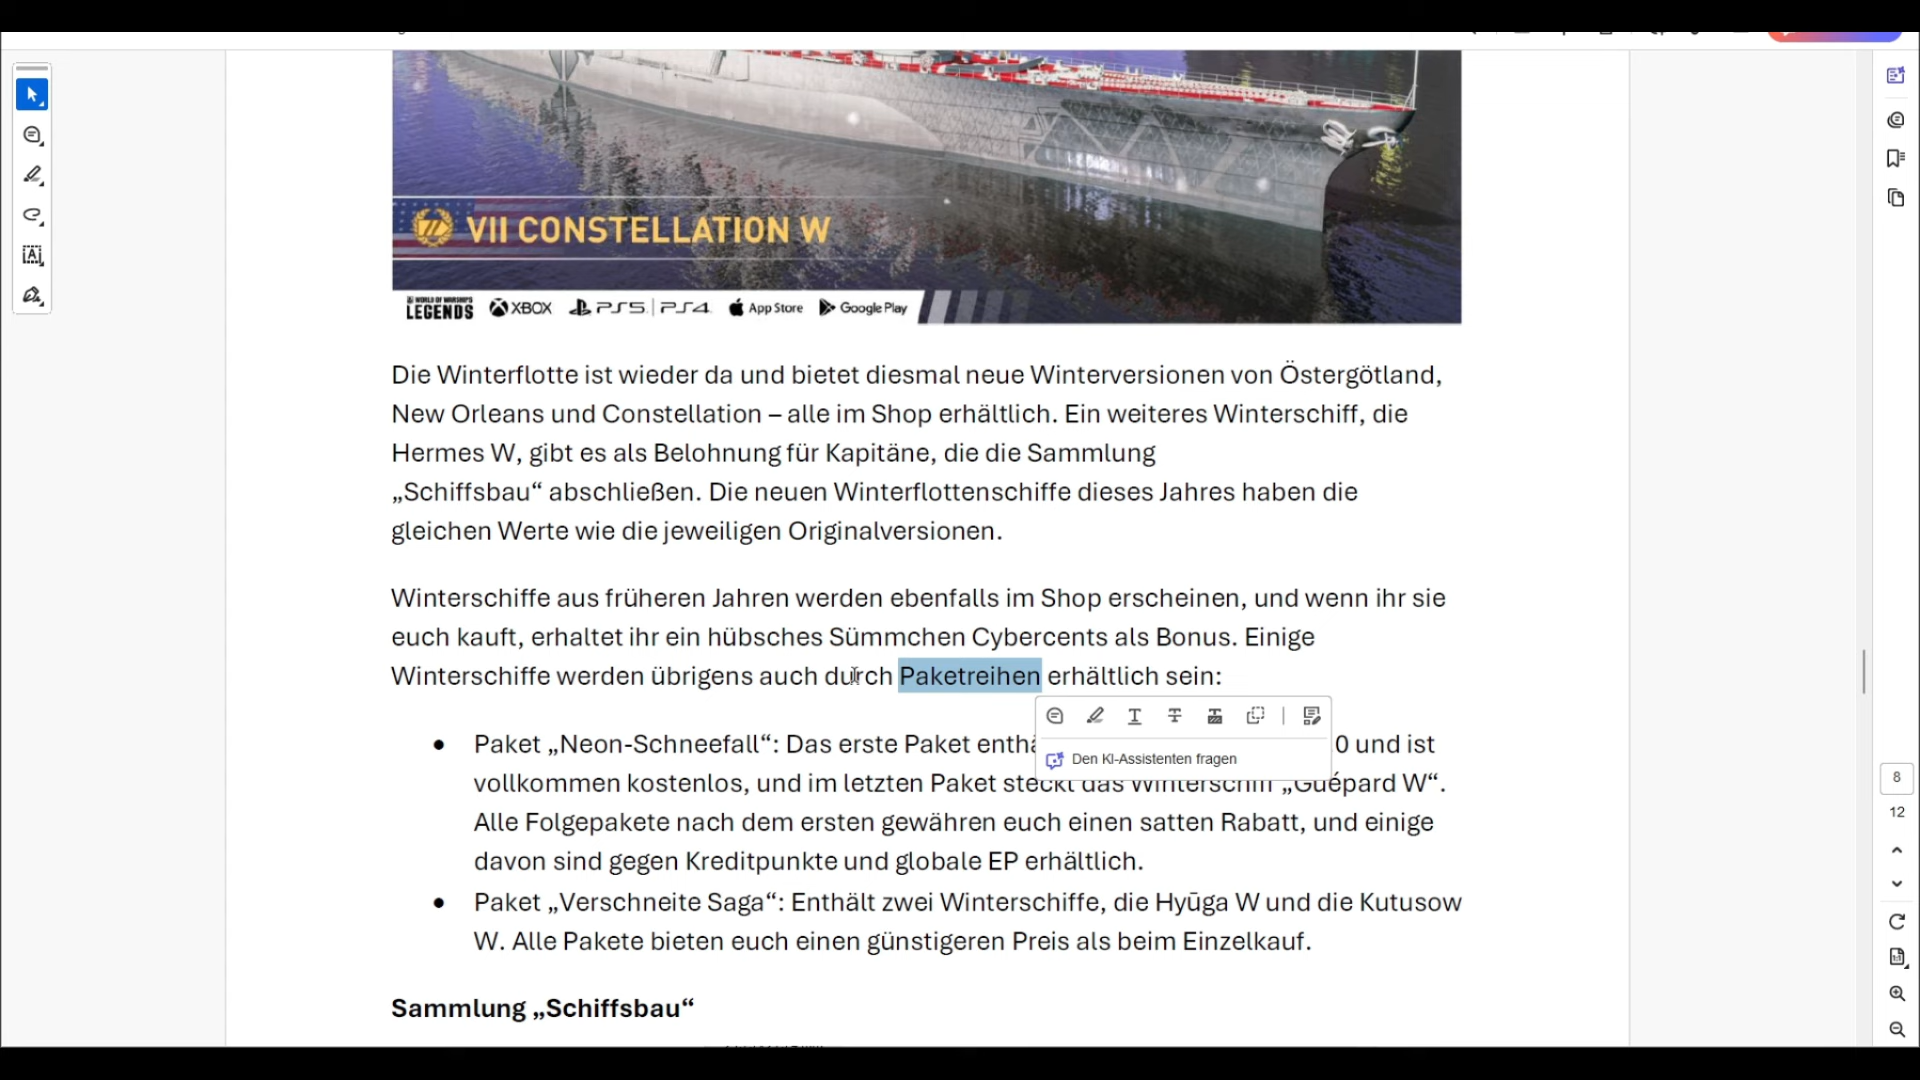 VII CONSTELLATION W
WORLD OF WARSHIPS
LEGENDS
XBOX
PS5 | PS4
App Store
Google Play
Die Winterflotte ist wieder da und bietet diesmal neue Winterversionen von Östergötland,
New Orleans und Constellation – alle im Shop erhältlich. Ein weiteres Winterschiff, die
Hermes W, gibt es als Belohnung für Kapitäne, die die Sammlung
„Schiffsbau“ abschließen. Die neuen Winterflottenschiffe dieses Jahres haben die
gleichen Werte wie die jeweiligen Originalversionen.
Winterschiffe aus früheren Jahren werden ebenfalls im Shop erscheinen, und wenn ihr sie
euch kauft, erhaltet ihr ein hübsches Sümmchen Cybercents als Bonus. Einige
Winterschiffe werden übrigens auch durch Paketreihen erhältlich sein:
• Paket „Neon-Schneefall“: Das erste Paket 0 und ist
Den KI-Assistenten fragen
vollkommen kostenlos, und im letzten Paket steckt das Winterschiff „Guépard W“.
Alle Folgepakete nach dem ersten gewähren euch einen satten Rabatt, und einige
davon sind gegen Kreditpunkte und globale EP erhältlich.
• Paket „Verschneite Saga“: Enthält zwei Winterschiffe, die Hyūga W und die Kutusow
W. Alle Pakete bieten euch einen günstigeren Preis als beim Einzelkauf.
Sammlung „Schiffsbau“
8
12